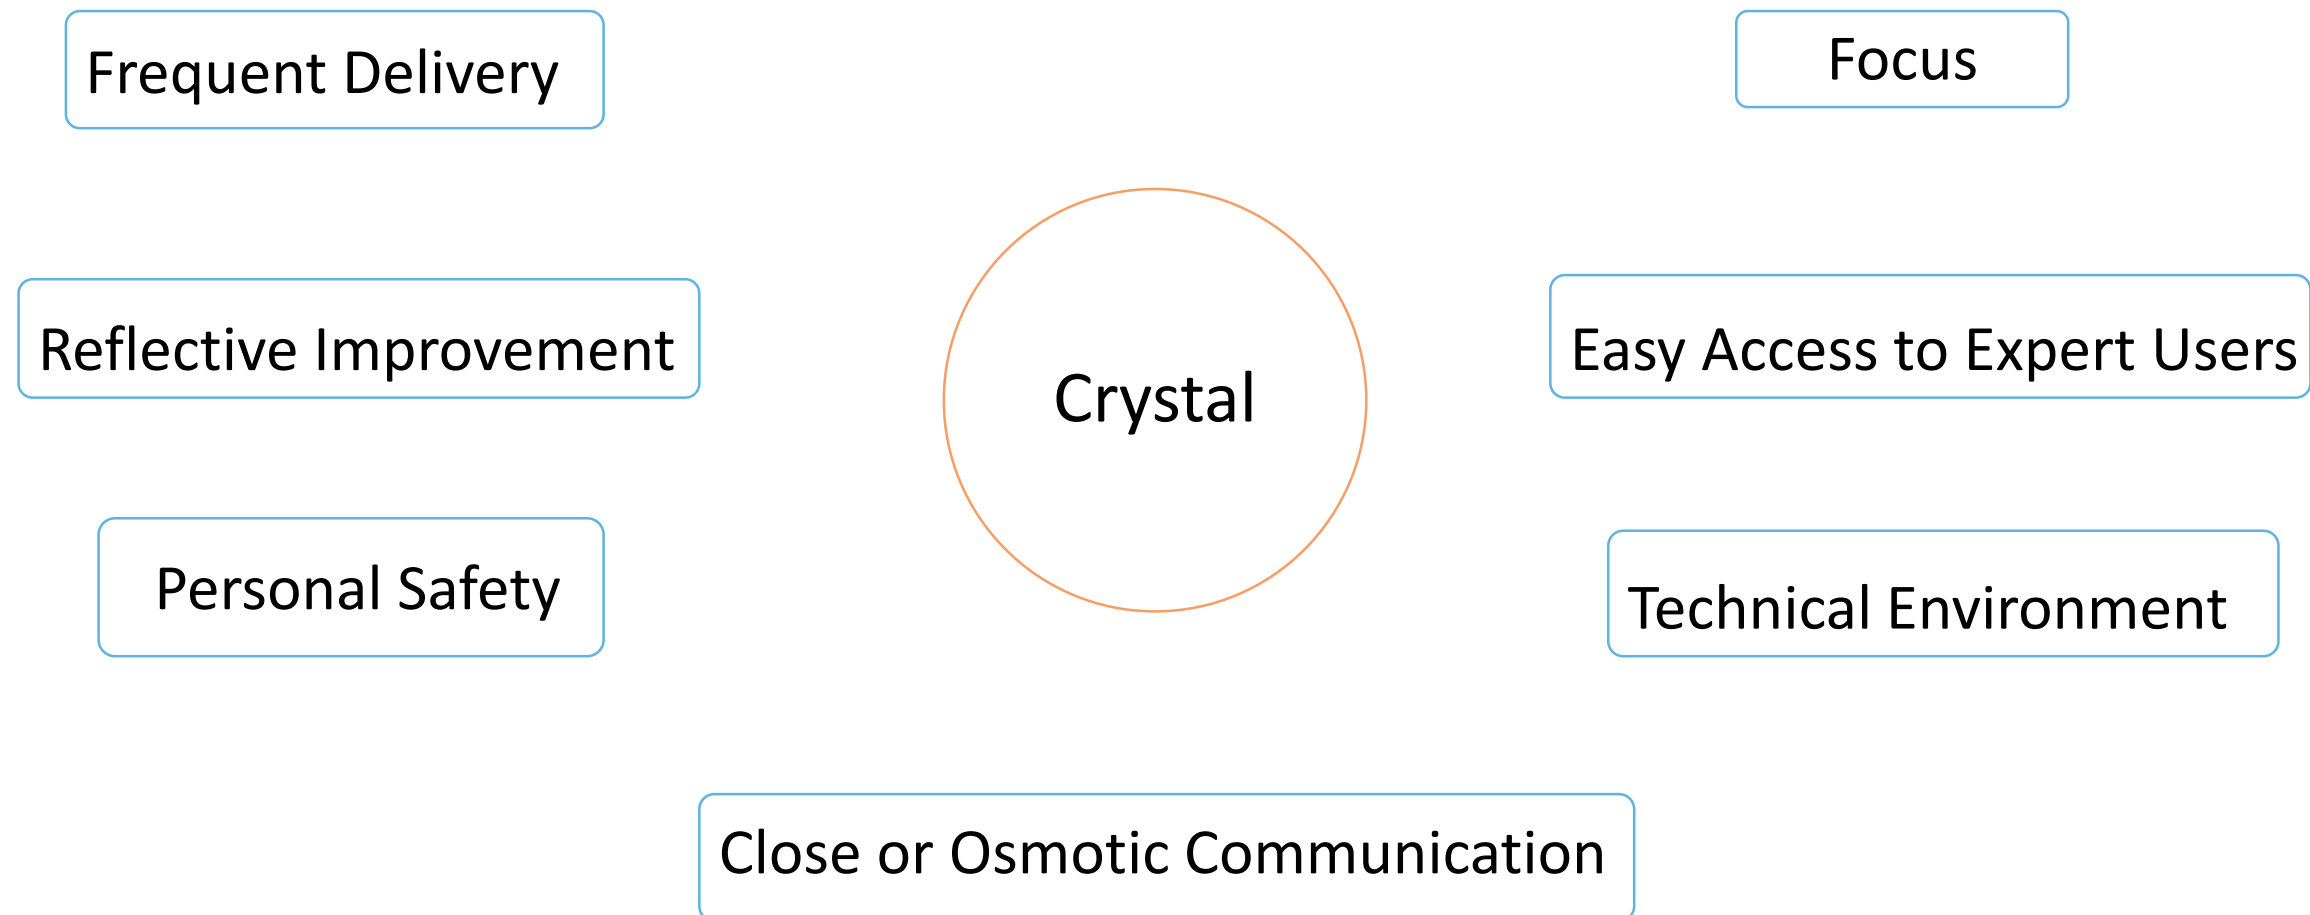 Frequent Delivery
Focus
Reflective Improvement
Easy Access to Expert Users
Crystal
Personal Safety
Technical Environment
Close or Osmotic Communication